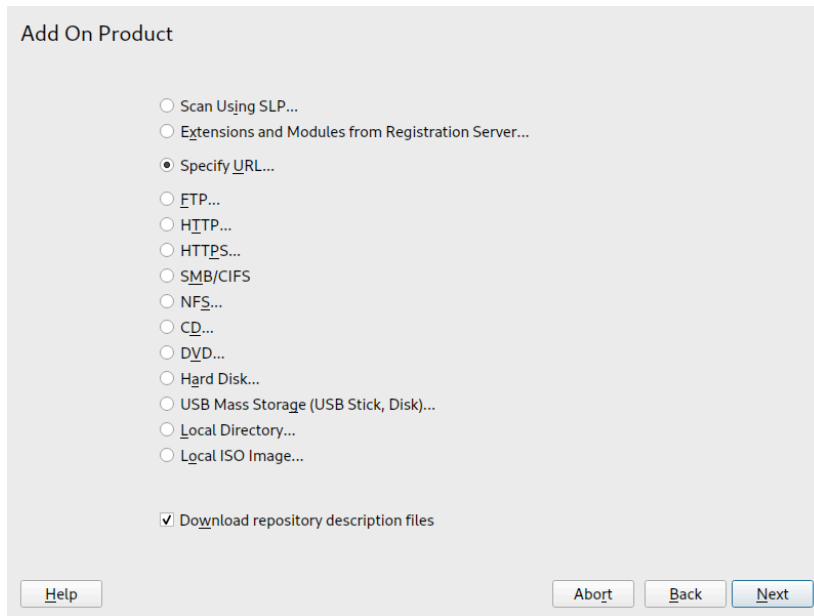 Add On Product
Scan Using SLP...
Extensions and Modules from Registration Server...
Specify URL...
FTP...
HTTP...
HTTPS...
SMB/CIFS
NFS...
CD...
DVD...
Hard Disk...
USB Mass Storage (USB Stick, Disk)...
Local Directory...
Local ISO Image...
Download repository description files
Help Abort Back Next